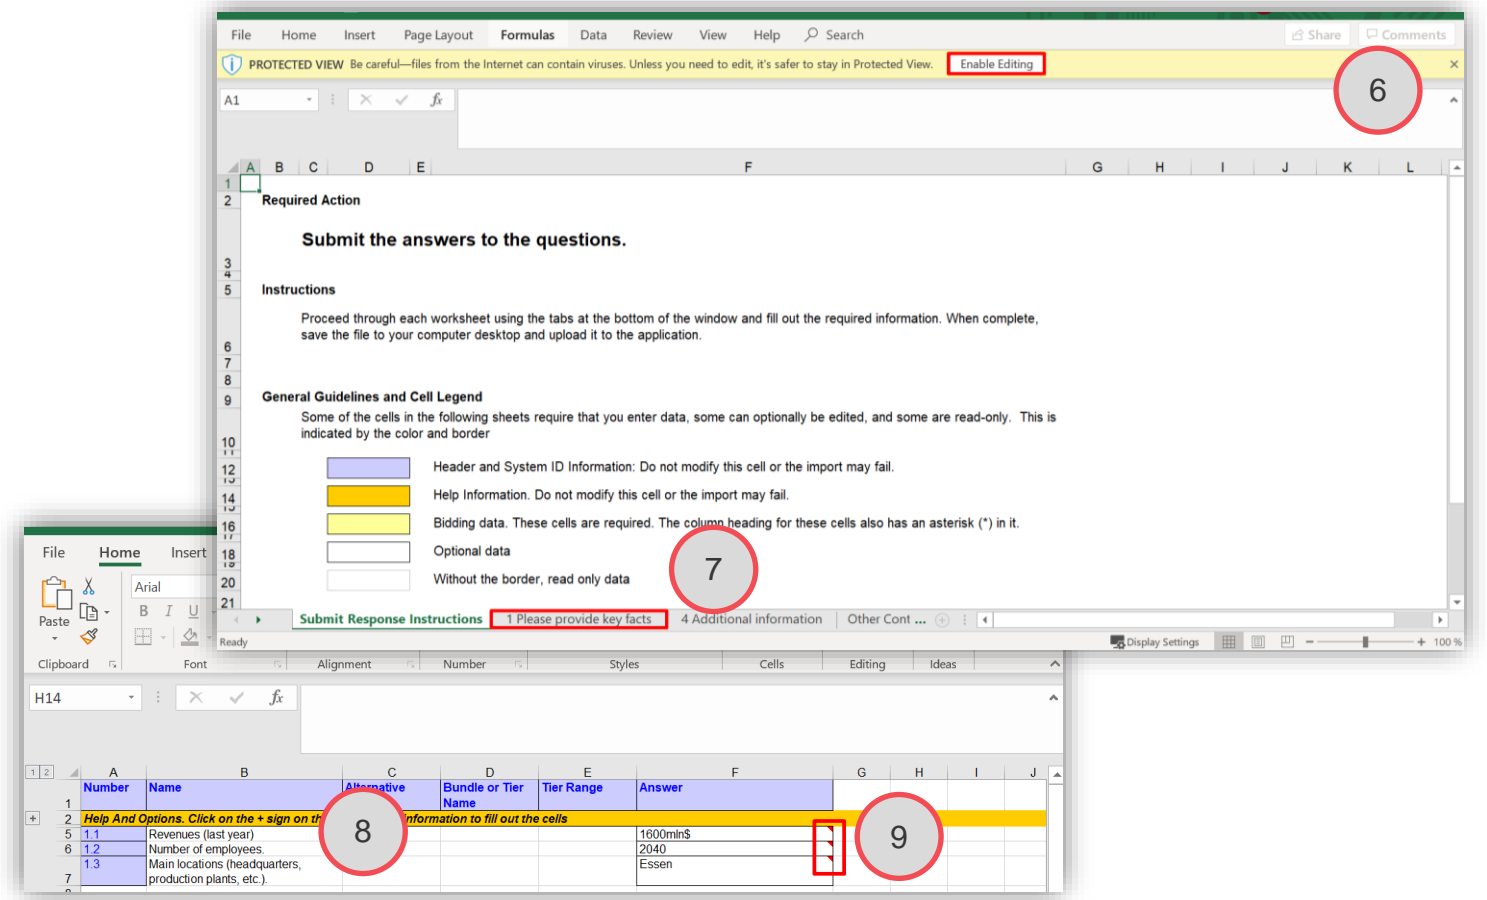 File Home Insert Page Layout Formulas Data Review View Help Search Share Comments
PROTECTED VIEW Be careful—files from the Internet can contain viruses. Unless you need to edit, it's safer to stay in Protected View. Enable Editing
6
A1 fx
A B C D E F G H I J K L
1
2 Required Action
3 Submit the answers to the questions.
4
5 Instructions
Proceed through each worksheet using the tabs at the bottom of the window and fill out the required information. When complete,
6 save the file to your computer desktop and upload it to the application.
7
8
9 General Guidelines and Cell Legend
Some of the cells in the following sheets require that you enter data, some can optionally be edited, and some are read-only. This is
10 indicated by the color and border
11
12 Header and System ID Information: Do not modify this cell or the import may fail.
13
14 Help Information. Do not modify this cell or the import may fail.
15
16 Bidding data. These cells are required. The column heading for these cells also has an asterisk (*) in it.
17
18 Optional data
19
20 Without the border, read only data
21
7
Submit Response Instructions 1 Please provide key facts 4 Additional information Other Cont ...
Ready Display Settings 100 %
File Home Insert
Arial
Paste B I U
Clipboard Font Alignment Number Styles Cells Editing Ideas
H14 fx
1 2 A B C D E F G H I J
1 Number Name Alternative Bundle or Tier Name Tier Range Answer
2 Help And Options. Click on the + sign on th formation to fill out the cells
5 1.1 Revenues (last year) 1600mln$
6 1.2 Number of employees. 2040
1.3 Main locations (headquarters, Essen
7 production plants, etc.).
8
9